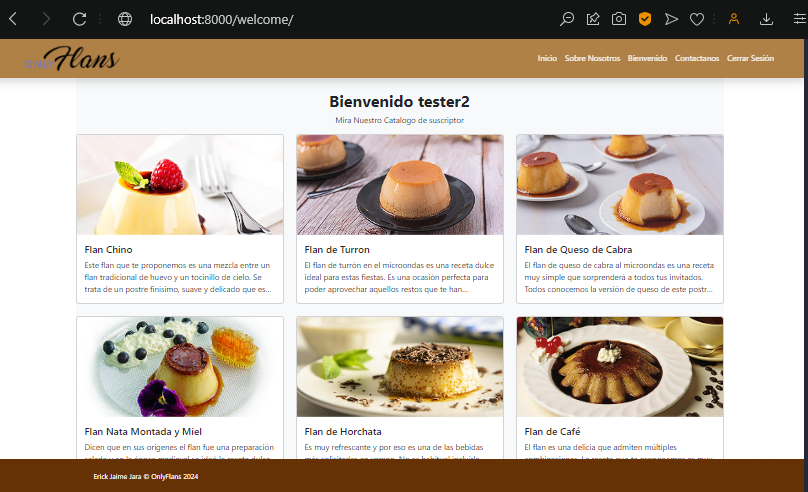 localhost:8000/welcome/
ONLY Flans
Inicio Sobre Nosotros Bienvenido Contactanos Cerrar Sesión
Bienvenido tester2
Mira Nuestro Catalogo de suscriptor
Flan Chino
Este flan que te proponemos es una mezcla entre un
flan tradicional de huevo y un tocinillo de cielo. Se
trata de un postre finísimo, suave y delicado que es...
Flan de Turron
El flan de turrón en el microondas es una receta dulce
ideal para estas fiestas. Es una ocasión perfecta para
poder aprovechar aquellos restos que te han...
Flan de Queso de Cabra
El flan de queso de cabra al microondas es una receta
muy simple que sorprenderá a todos tus invitados.
Todos conocemos la versión de queso de este postr...
Flan Nata Montada y Miel
Dicen que en sus orígenes el flan fue una preparación
Flan de Horchata
Es muy refrescante y por eso es una de las bebidas
Flan de Café
El flan es una delicia que admiten múltiples
Erick Jaime Jara © OnlyFlans 2024